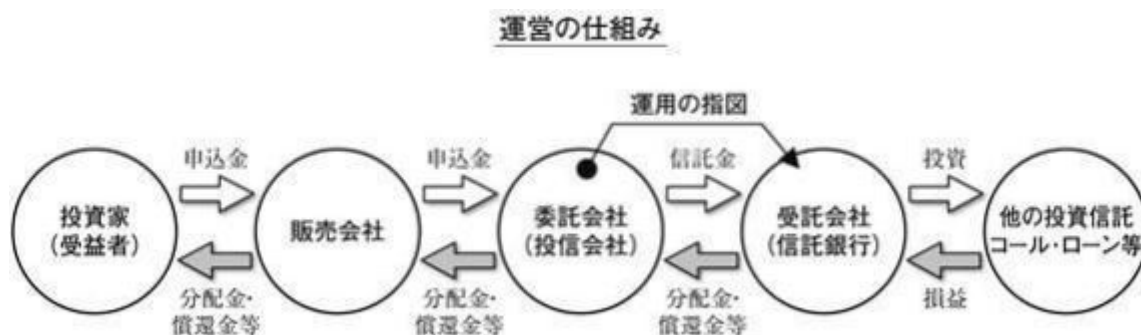 運営の仕組み
運用の指図
申込金
申込金
信託金
投資
投資家
(受益者)
販売会社
委託会社
(投信会社)
受託会社
(信託銀行)
他の投資信託
コール・ローン等
分配金・
償還金等
分配金・
償還金等
分配金・
償還金等
損益